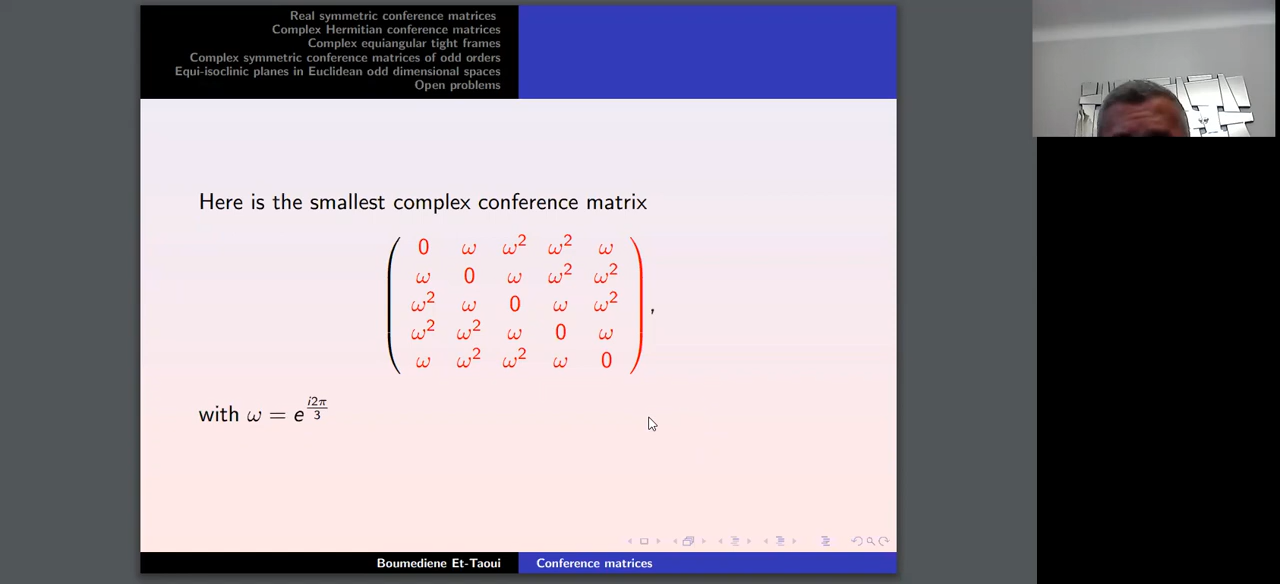 Real symmetric conference matrices
Complex Hermitian conference matrices
Complex equiangular tight frames
Complex symmetric conference matrices of odd orders
Equi-isoclinic planes in Euclidean odd dimensional spaces
Open problems
Here is the smallest complex conference matrix
0 ω ω² ω² ω
ω 0 ω ω² ω²
ω² ω 0 ω ω²
ω² ω² ω 0 ω
ω ω² ω² ω 0 ,
with ω = e^{i2π/3}
Boumediene Et-Taoui Conference matrices